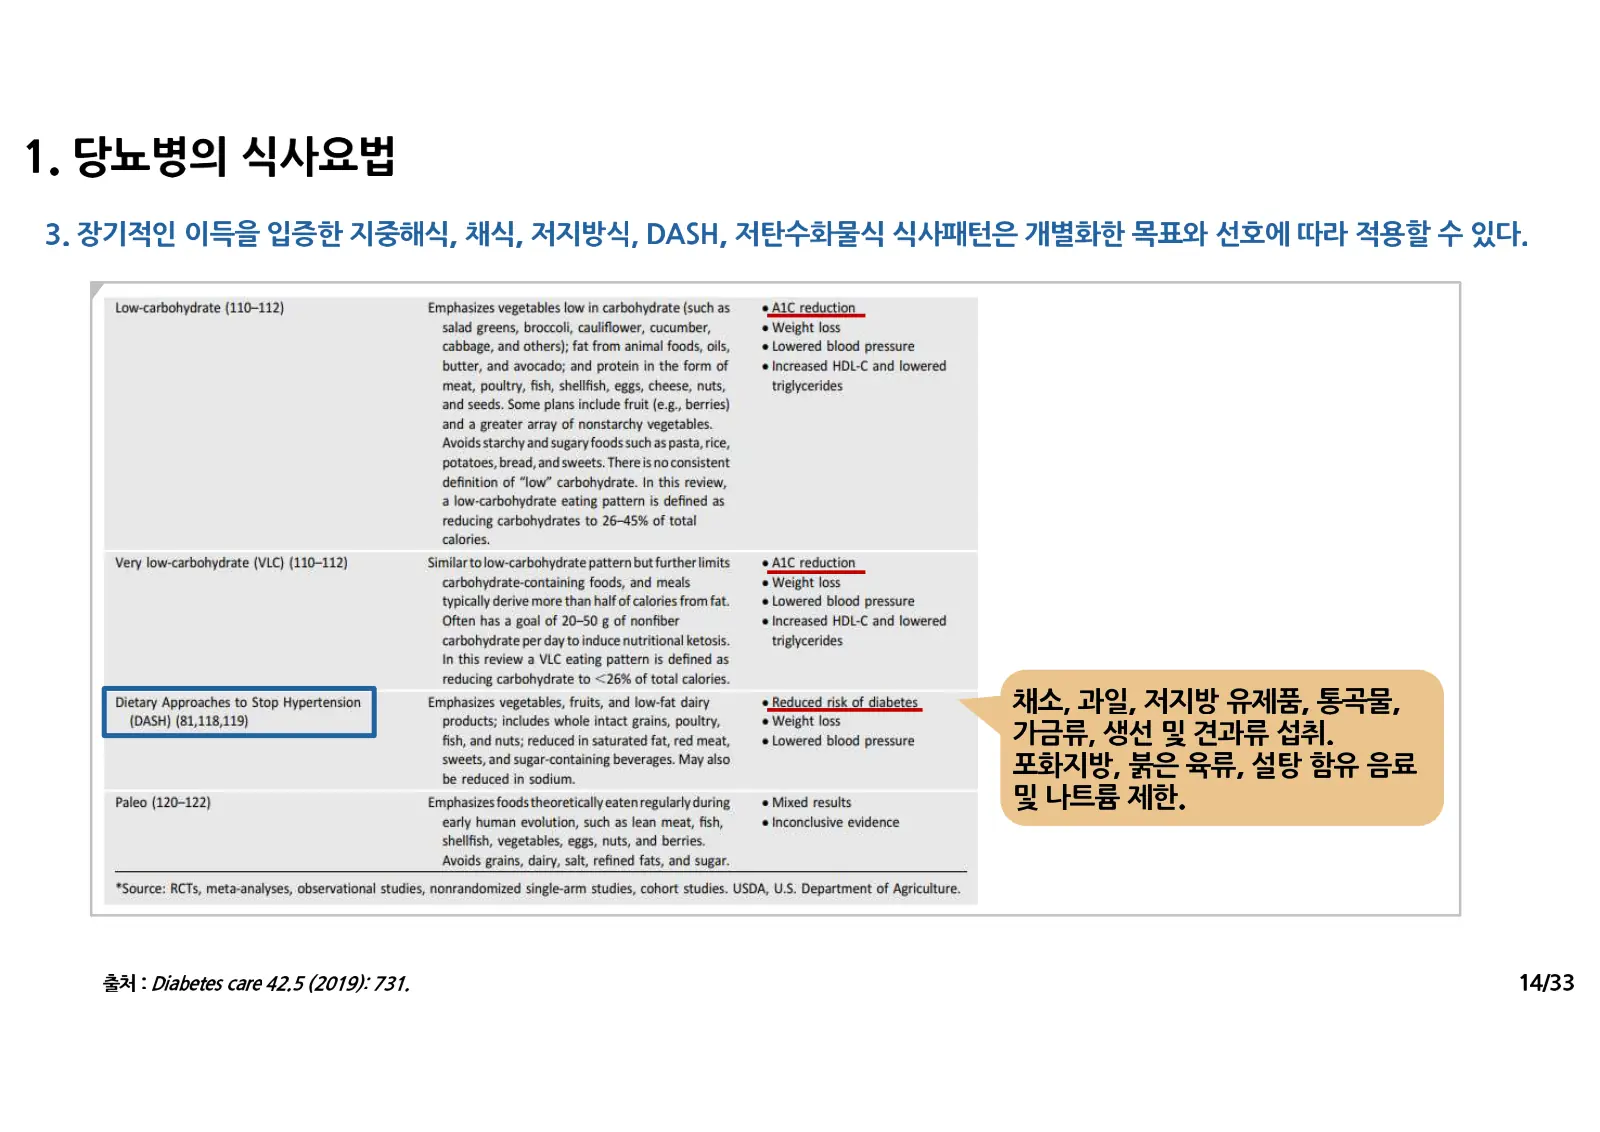 1. 당뇨병의 식사요법
3. 장기적인 이득을 입증한 지중해식, 채식, 저지방식, DASH, 저탄수화물식 식사패턴은 개별화한 목표와 선호에 따라 적용할 수 있다.
Low-carbohydrate (110–112)
Emphasizes vegetables low in carbohydrate (such as
salad greens, broccoli, cauliflower, cucumber,
cabbage, and others); fat from animal foods, oils,
butter, and avocado; and protein in the form of
meat, poultry, fish, shellfish, eggs, cheese, nuts,
and seeds. Some plans include fruit (e.g., berries)
and a greater array of nonstarchy vegetables.
Avoids starchy and sugary foods such as pasta, rice,
potatoes, bread, and sweets. There is no consistent
definition of “low” carbohydrate. In this review,
a low-carbohydrate eating pattern is defined as
reducing carbohydrates to 26–45% of total
calories.
• A1C reduction
• Weight loss
• Lowered blood pressure
• Increased HDL-C and lowered
triglycerides
Very low-carbohydrate (VLC) (110–112)
Similar to low-carbohydrate pattern but further limits
carbohydrate-containing foods, and meals
typically derive more than half of calories from fat.
Often has a goal of 20–50 g of nonfiber
carbohydrate per day to induce nutritional ketosis.
In this review a VLC eating pattern is defined as
reducing carbohydrate to <26% of total calories.
• A1C reduction
• Weight loss
• Lowered blood pressure
• Increased HDL-C and lowered
triglycerides
Dietary Approaches to Stop Hypertension
(DASH) (81,118,119)
Emphasizes vegetables, fruits, and low-fat dairy
products; includes whole intact grains, poultry,
fish, and nuts; reduced in saturated fat, red meat,
sweets, and sugar-containing beverages. May also
be reduced in sodium.
• Reduced risk of diabetes
• Weight loss
• Lowered blood pressure
채소, 과일, 저지방 유제품, 통곡물,
가금류, 생선 및 견과류 섭취.
포화지방, 붉은 육류, 설탕 함유 음료
및 나트륨 제한.
Paleo (120–122)
Emphasizes foods theoretically eaten regularly during
early human evolution, such as lean meat, fish,
shellfish, vegetables, eggs, nuts, and berries.
Avoids grains, dairy, salt, refined fats, and sugar.
• Mixed results
• Inconclusive evidence
*Source: RCTs, meta-analyses, observational studies, nonrandomized single-arm studies, cohort studies. USDA, U.S. Department of Agriculture.
출처 : Diabetes care 42.5 (2019): 731.
14/33